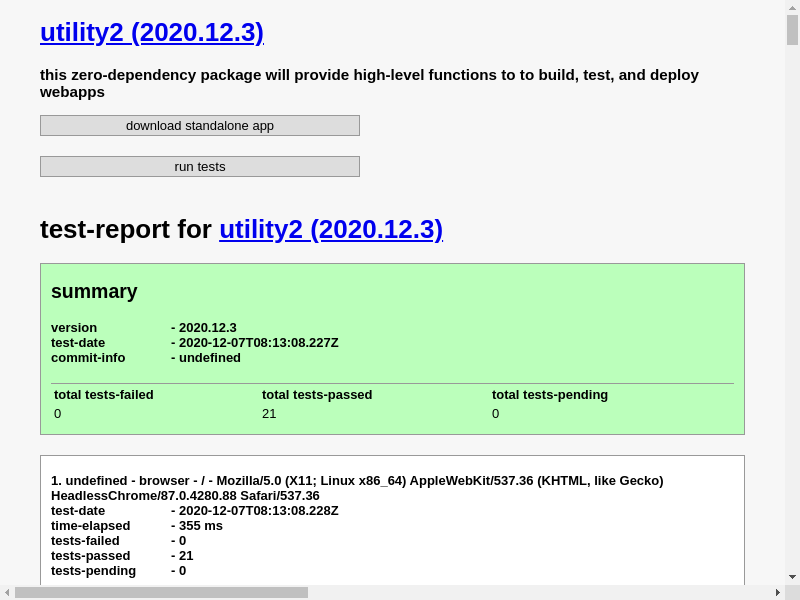 utility2 (2020.12.3)
this zero-dependency package will provide high-level functions to to build, test, and deploy
webapps
download standalone app
run tests
test-report for utility2 (2020.12.3)
summary
version - 2020.12.3
test-date - 2020-12-07T08:13:08.227Z
commit-info - undefined
total tests-failed total tests-passed total tests-pending
0 21 0
1. undefined - browser - / - Mozilla/5.0 (X11; Linux x86_64) AppleWebKit/537.36 (KHTML, like Gecko)
HeadlessChrome/87.0.4280.88 Safari/537.36
test-date - 2020-12-07T08:13:08.228Z
time-elapsed - 355 ms
tests-failed - 0
tests-passed - 21
tests-pending - 0